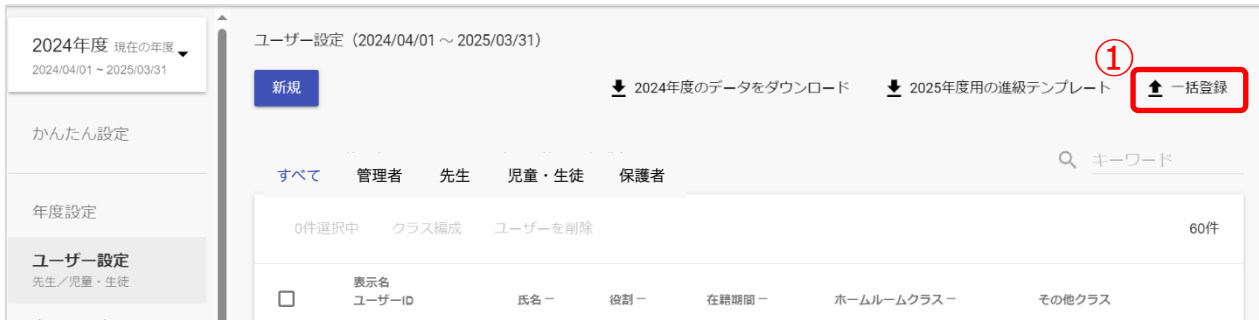 2024年度 現在の年度
2024/04/01 ~ 2025/03/31
かんたん設定
年度設定
ユーザー設定
先生／児童・生徒
ユーザー設定（2024/04/01 ～ 2025/03/31）
①
新規
2024年度のデータをダウンロード
2025年度用の進級テンプレート
一括登録
キーワード
すべて 管理者 先生 児童・生徒 保護者
0件選択中 クラス編成 ユーザーを削除 60件
表示名
ユーザーID 氏名 ー 役割 ー 在籍期間 ー ホームルームクラス ー その他クラス